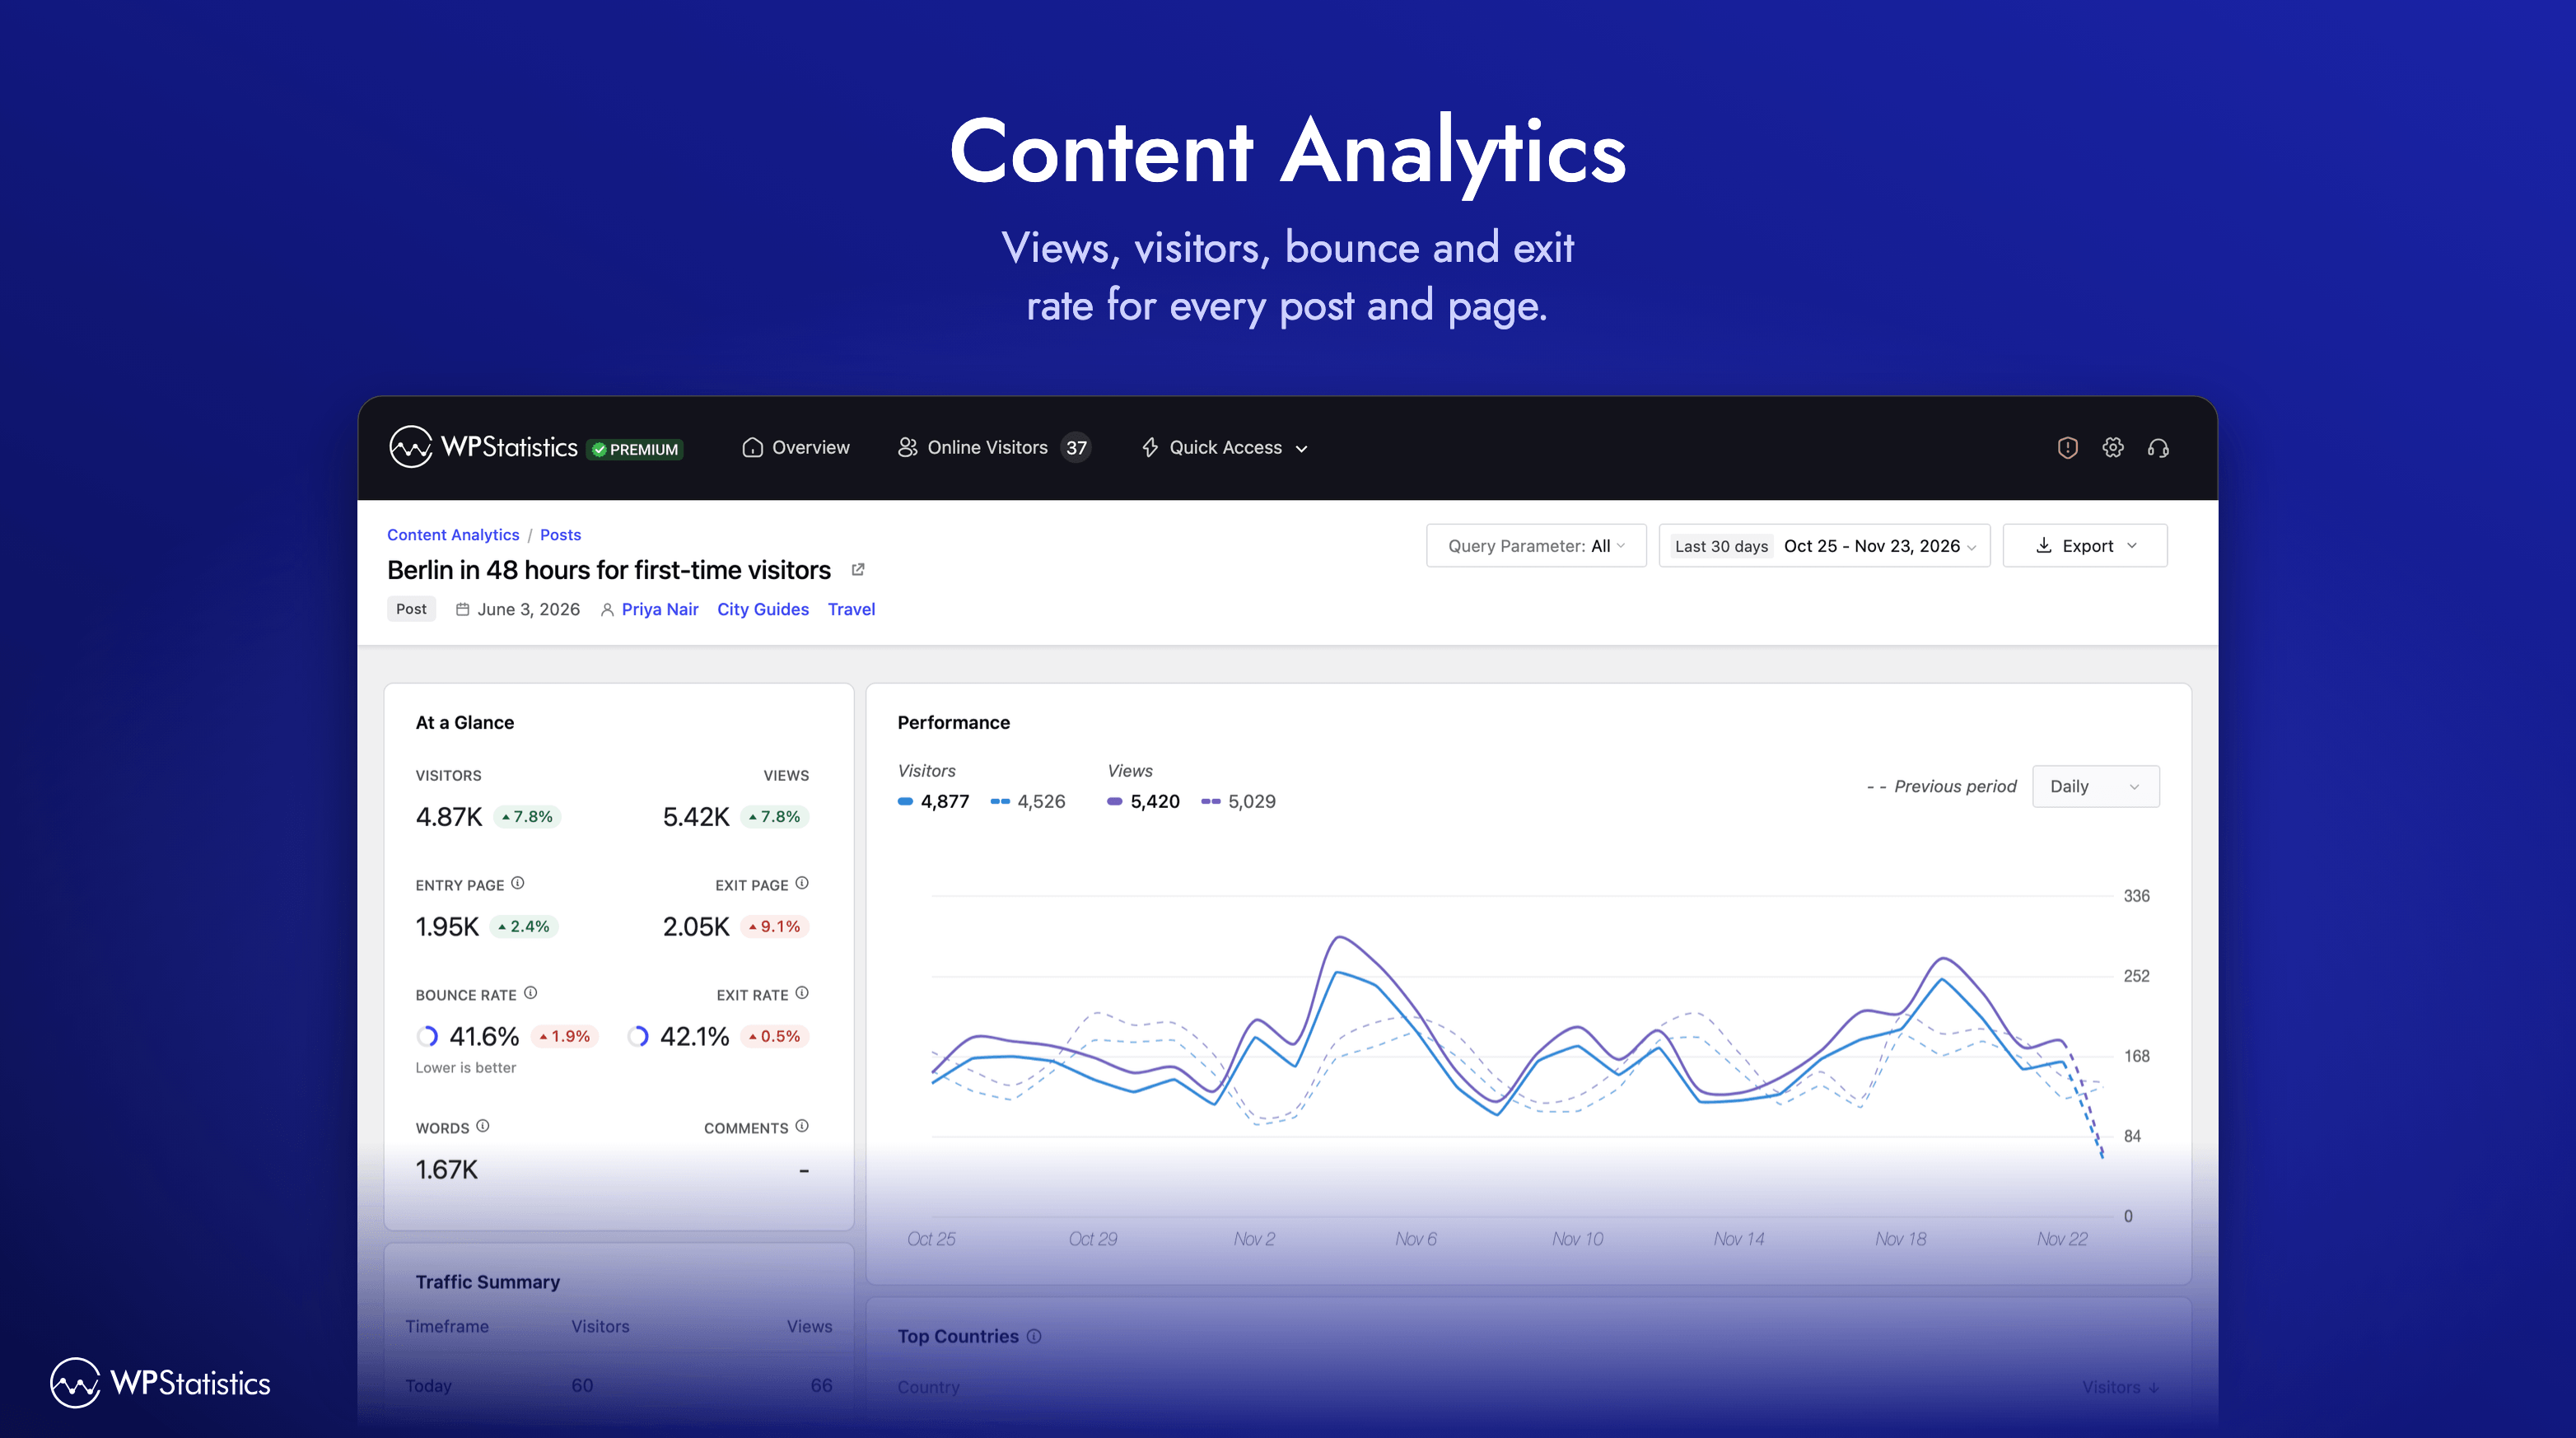 Content Analytics
Views, visitors, bounce and exit
rate for every post and page.
WPStatistics PREMIUM Overview Online Visitors 37 Quick Access
Content Analytics / Posts
Query Parameter: All Last 30 days Oct 25 - Nov 23, 2026 Export
Berlin in 48 hours for first-time visitors
Post June 3, 2026 Priya Nair City Guides Travel
At a Glance
VISITORS VIEWS
4.87K 7.8% 5.42K 7.8%
ENTRY PAGE EXIT PAGE
1.95K 2.4% 2.05K 9.1%
BOUNCE RATE EXIT RATE
41.6% 1.9% 42.1% 0.5%
Lower is better
WORDS COMMENTS
1.67K -
Performance
Visitors Views
4,877 4,526 5,420 5,029
-- Previous period Daily
336
252
168
84
0
Oct 25 Oct 29 Nov 2 Nov 6 Nov 10 Nov 14 Nov 18 Nov 22
Traffic Summary
Timeframe Visitors Views
Today 60 66
Top Countries
Country Visitors ↓
WPStatistics